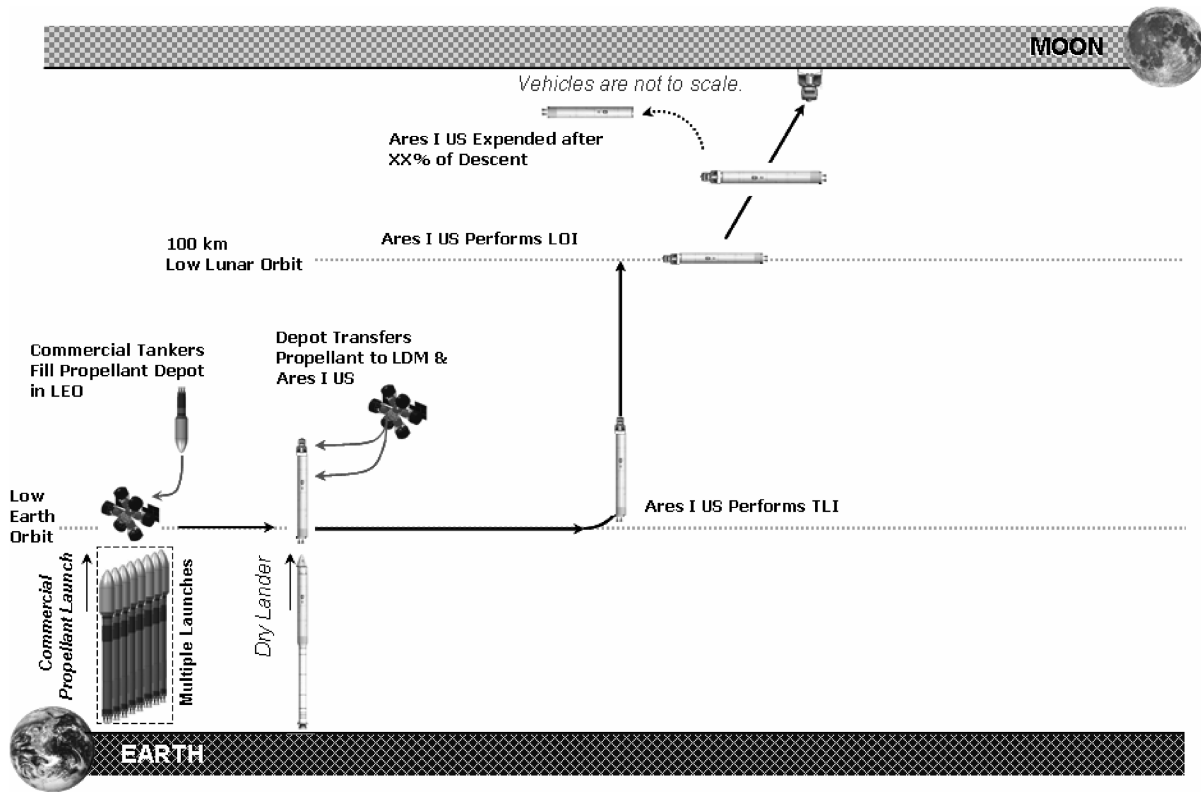 MOON
Vehicles are not to scale.
Ares I US Expended after
XX% of Descent
100 km
Low Lunar Orbit
Ares I US Performs LOI
Commercial Tankers
Fill Propellant Depot
in LEO
Depot Transfers
Propellant to LDM &
Ares I US
Low
Earth
Orbit
Ares I US Performs TLI
Commercial
Propellant Launch
Multiple Launches
Dry Lander
EARTH